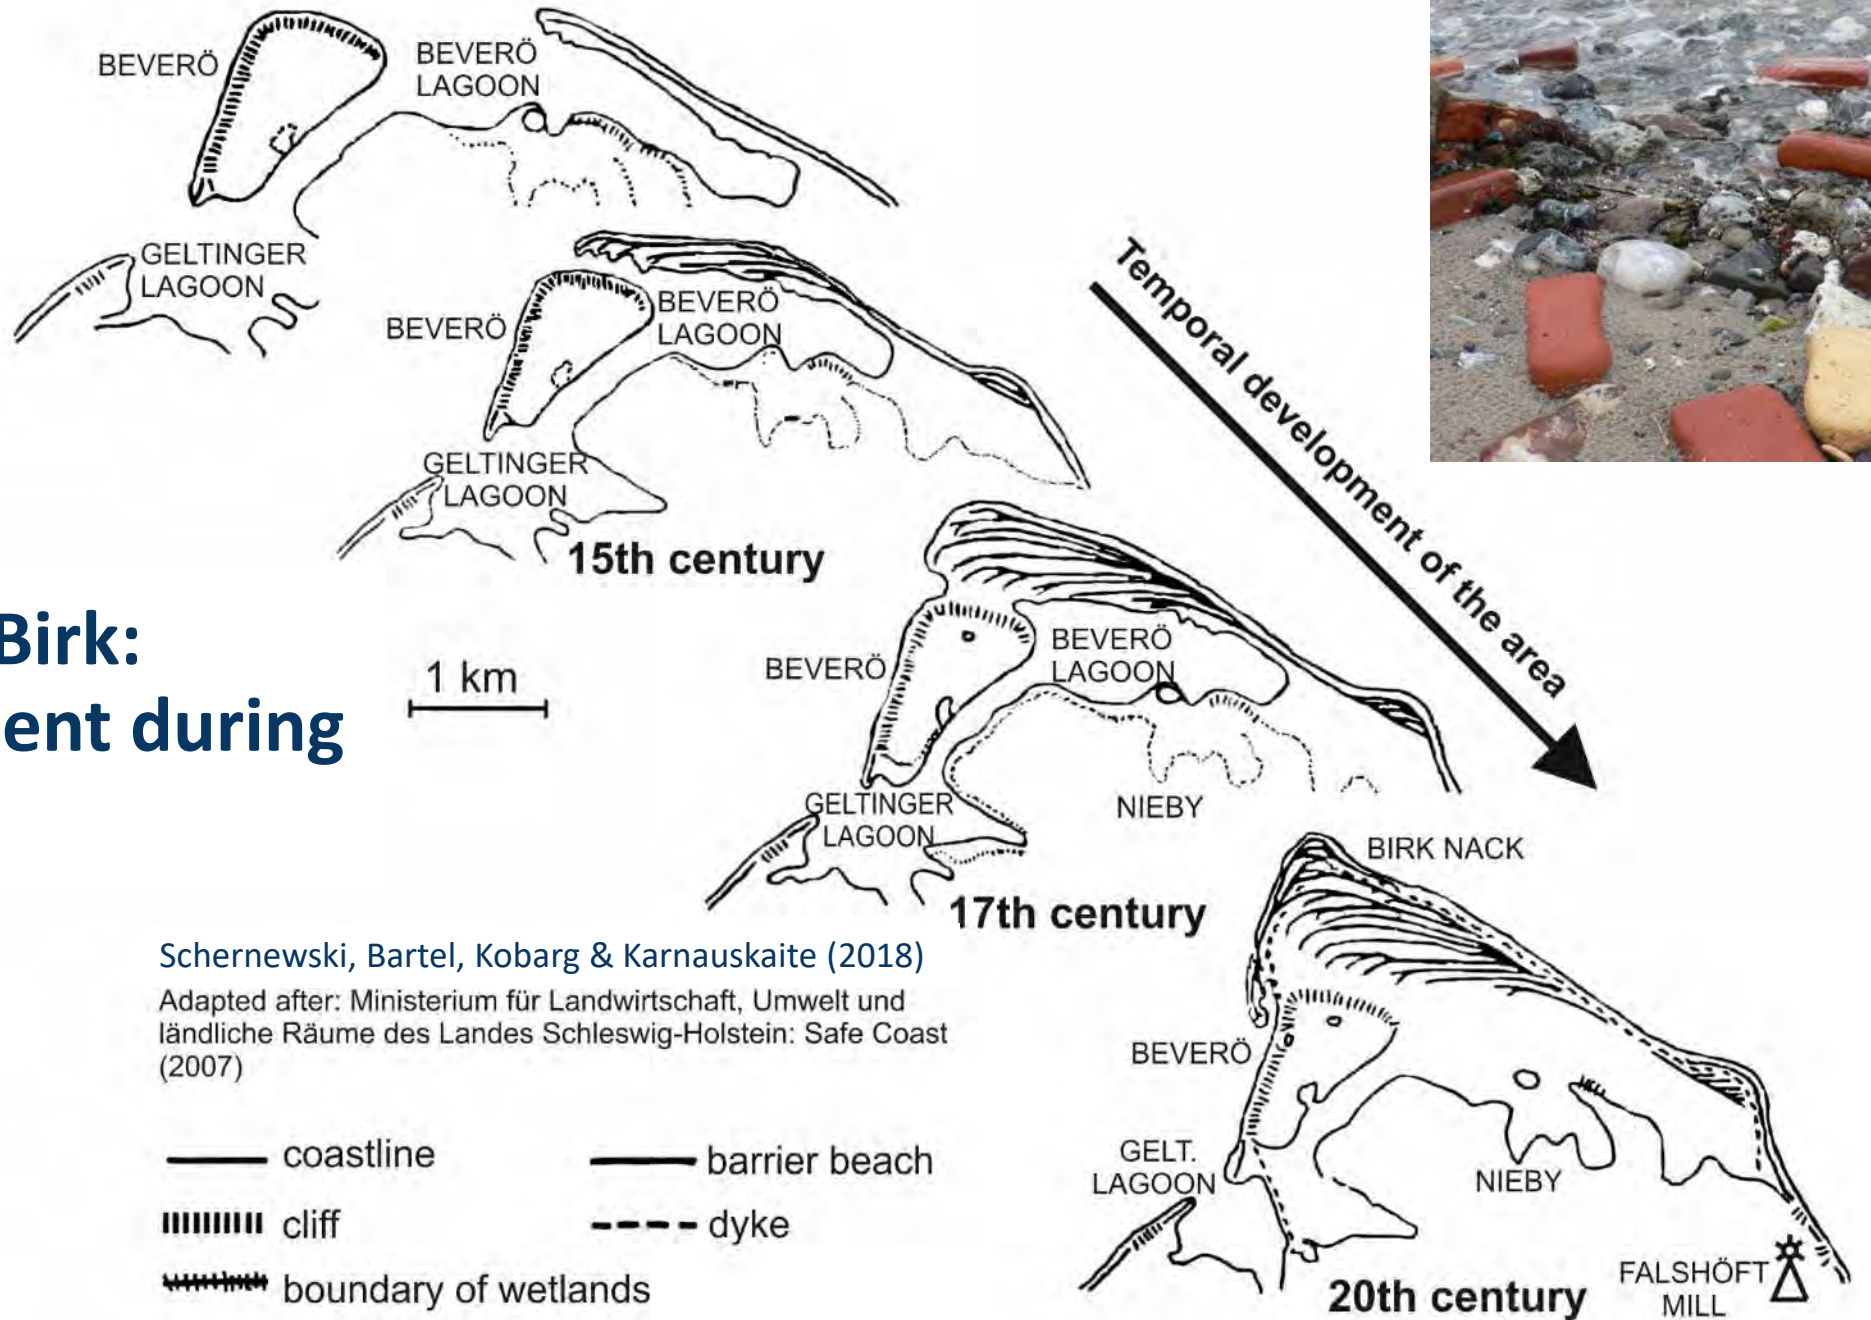 BEVERÖ
BEVERÖ
LAGOON
GELTINGER
LAGOON
BEVERÖ
BEVERÖ
LAGOON
GELTINGER
LAGOON
15th century
Temporal development of the area
Birk:
ent during
1 km
BEVERÖ
BEVERÖ
LAGOON
GELTINGER
LAGOON
NIEBY
17th century
BIRK NACK
BEVERÖ
GELT.
LAGOON
NIEBY
20th century
FALSHÖFT
MILL
Schernewski, Bartel, Kobarg & Karnauskaite (2018)
Adapted after: Ministerium für Landwirtschaft, Umwelt und
ländliche Räume des Landes Schleswig-Holstein: Safe Coast
(2007)
coastline
barrier beach
cliff
dyke
boundary of wetlands